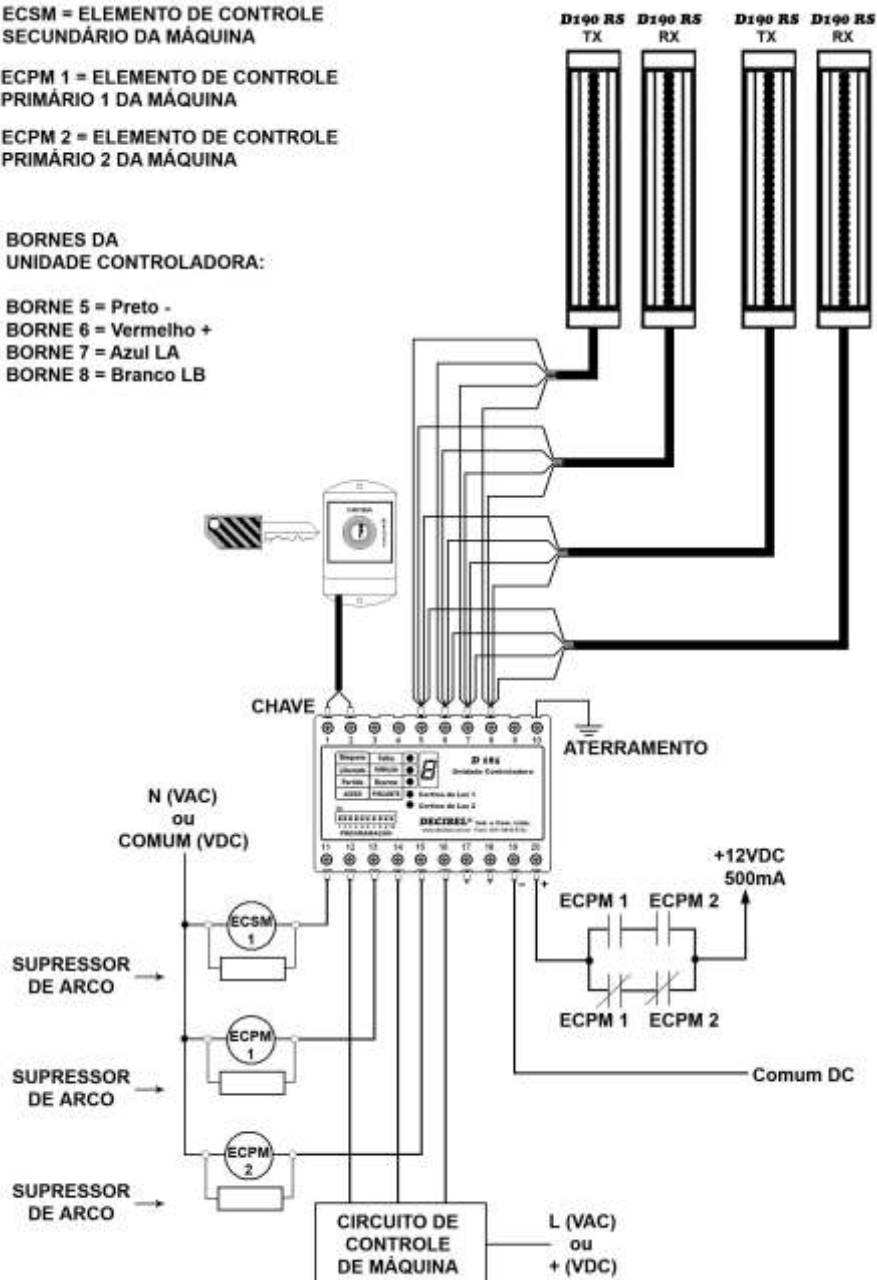 ECSM = ELEMENTO DE CONTROLE
SECUNDÁRIO DA MÁQUINA
ECPM 1 = ELEMENTO DE CONTROLE
PRIMÁRIO 1 DA MÁQUINA
ECPM 2 = ELEMENTO DE CONTROLE
PRIMÁRIO 2 DA MÁQUINA
D190 RS D190 RS D190 RS D190 RS
TX RX TX RX
BORNES DA
UNIDADE CONTROLADORA:
BORNE 5 = Preto -
BORNE 6 = Vermelho +
BORNE 7 = Azul LA
BORNE 8 = Branco LB
CHAVE
ATERRAMENTO
1 2 3 4 5 6 7 8 9 10
Unidade Controladora
8
Cortina de Luz 1
Cortina de Luz 2
DECIBEL®
PROGRAMAÇÃO
11 12 13 14 15 16 17 18 19 20
- +
N (VAC)
ou
COMUM (VDC)
ECSM
1
SUPRESSOR
DE ARCO
ECPM
1
SUPRESSOR
DE ARCO
ECPM
2
SUPRESSOR
DE ARCO
+12VDC
500mA
ECPM 1 ECPM 2
ECPM 1 ECPM 2
Comum DC
CIRCUITO DE
CONTROLE
DE MÁQUINA
L (VAC)
ou
+ (VDC)